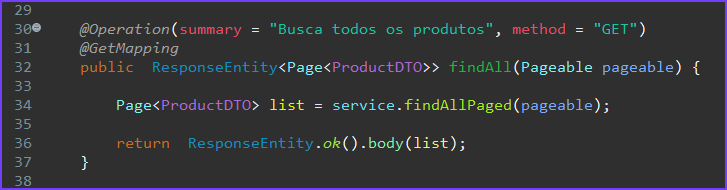 29
30 @Operation(summary = "Busca todos os produtos", method = "GET")
31 @GetMapping
32 public ResponseEntity<Page<ProductDTO>> findAll(Pageable pageable) {
33
34 Page<ProductDTO> list = service.findAllPaged(pageable);
35
36 return ResponseEntity.ok().body(list);
37 }
38